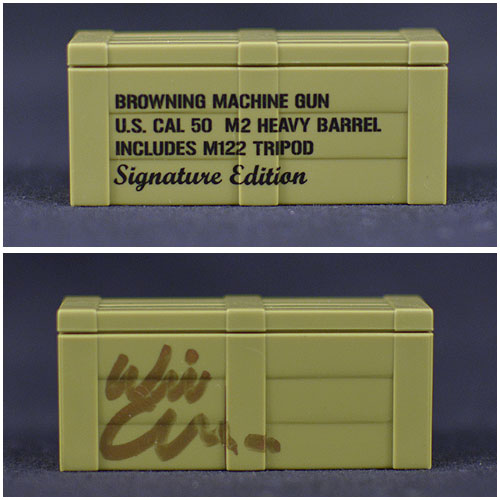 BROWNING MACHINE GUN
U.S. CAL 50 M2 HEAVY BARREL
INCLUDES M122 TRIPOD
Signature Edition